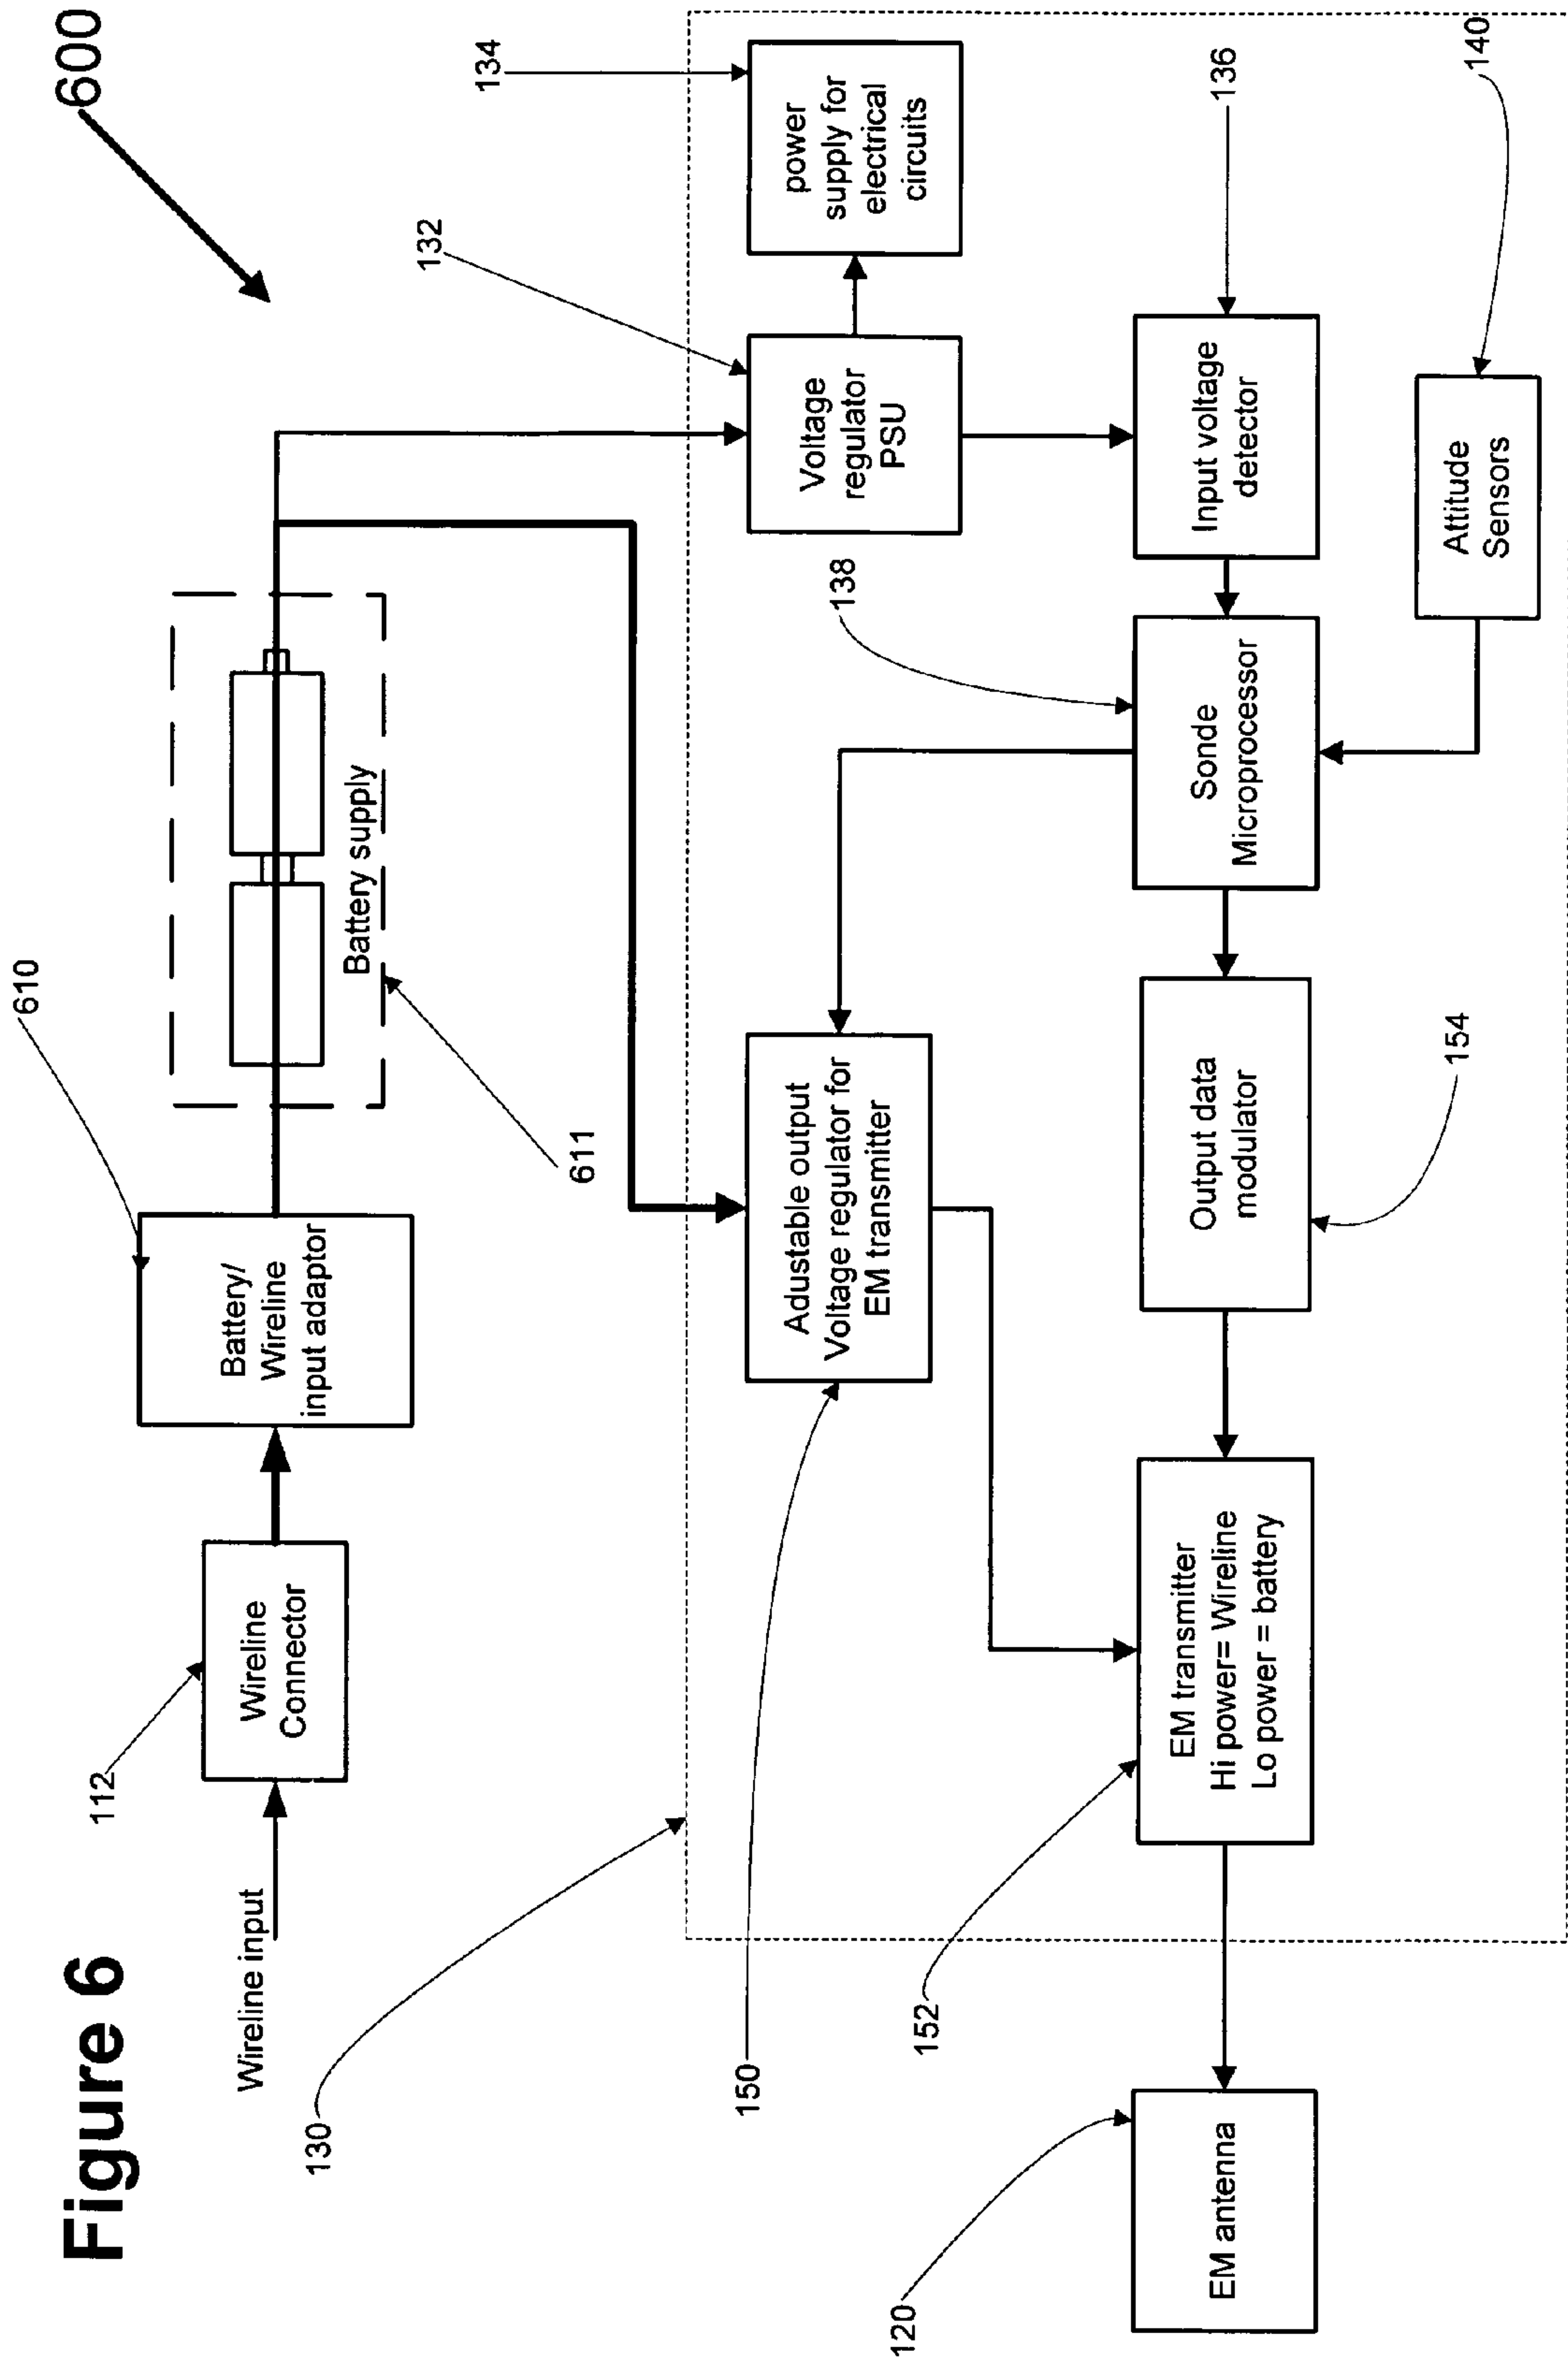 Figure 6
600
Wireline input
112
Wireline
Connector
610
Battery/
Wireline
input adaptor
Battery supply
611
130
132
134
Voltage
regulator
PSU
power
supply for
electrical
circuits
150
Adustable output
Voltage regulator for
EM transmitter
138
136
120
EM antenna
152
EM transmitter
Hi power= Wireline
Lo power = battery
Output data
modulator
154
Sonde
Microprocessor
Input voltage
detector
Attitude
Sensors
140